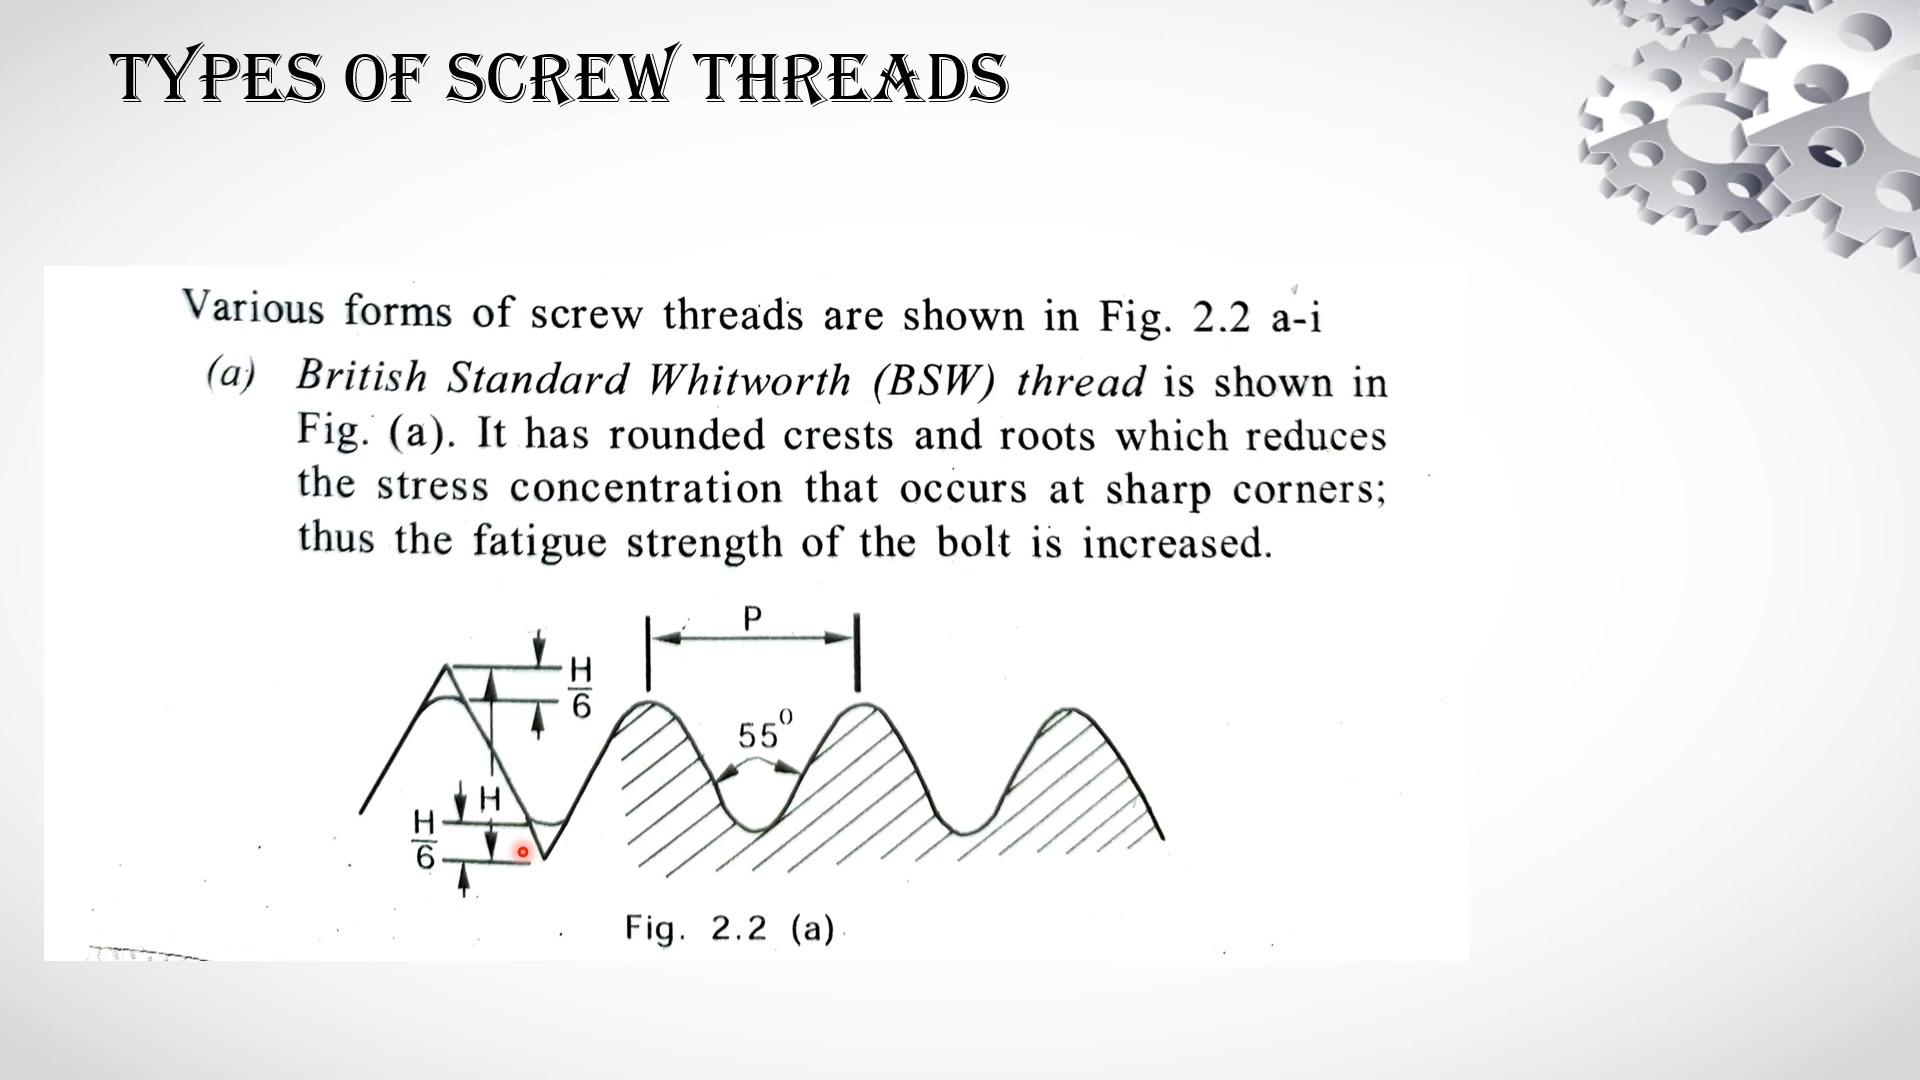 TYPES OF SCREW THREADS
Various forms of screw threads are shown in Fig. 2.2 a-i
(a) British Standard Whitworth (BSW) thread is shown in
Fig. (a). It has rounded crests and roots which reduces
the stress concentration that occurs at sharp corners;
thus the fatigue strength of the bolt is increased.
P
H
6
55°
H
H
6
Fig. 2.2 (a)